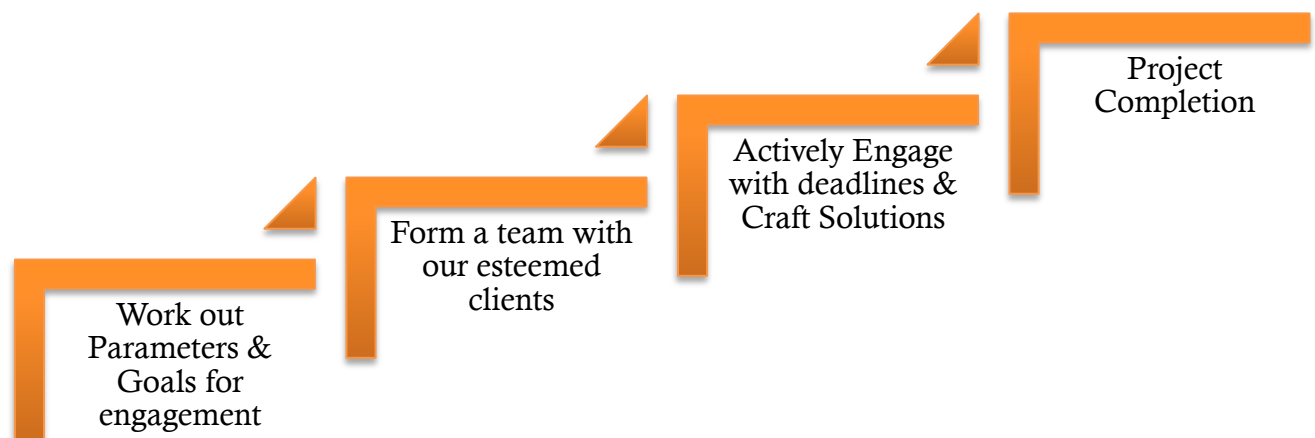 Work out
Parameters &
Goals for
engagement
Form a team with
our esteemed
clients
Actively Engage
with deadlines &
Craft Solutions
Project
Completion